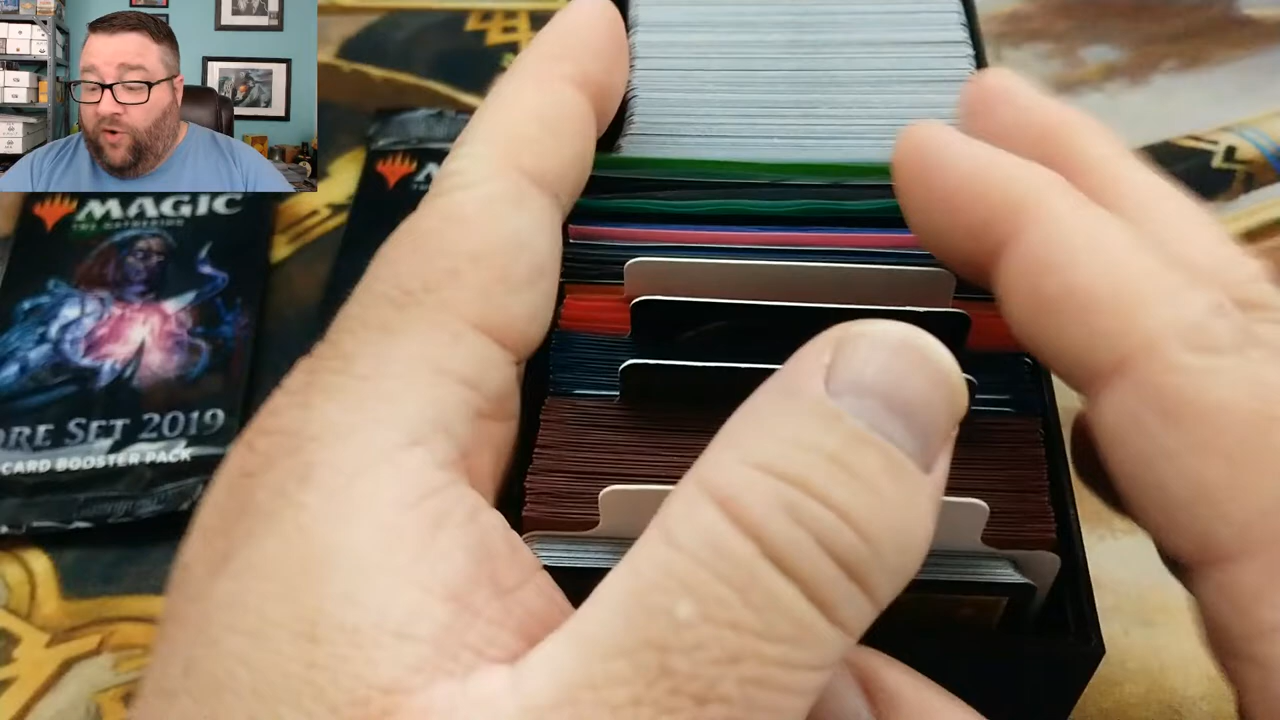 MAGIC
THE GATHERING
ORE SET 2019
CARD BOOSTER PACK
M